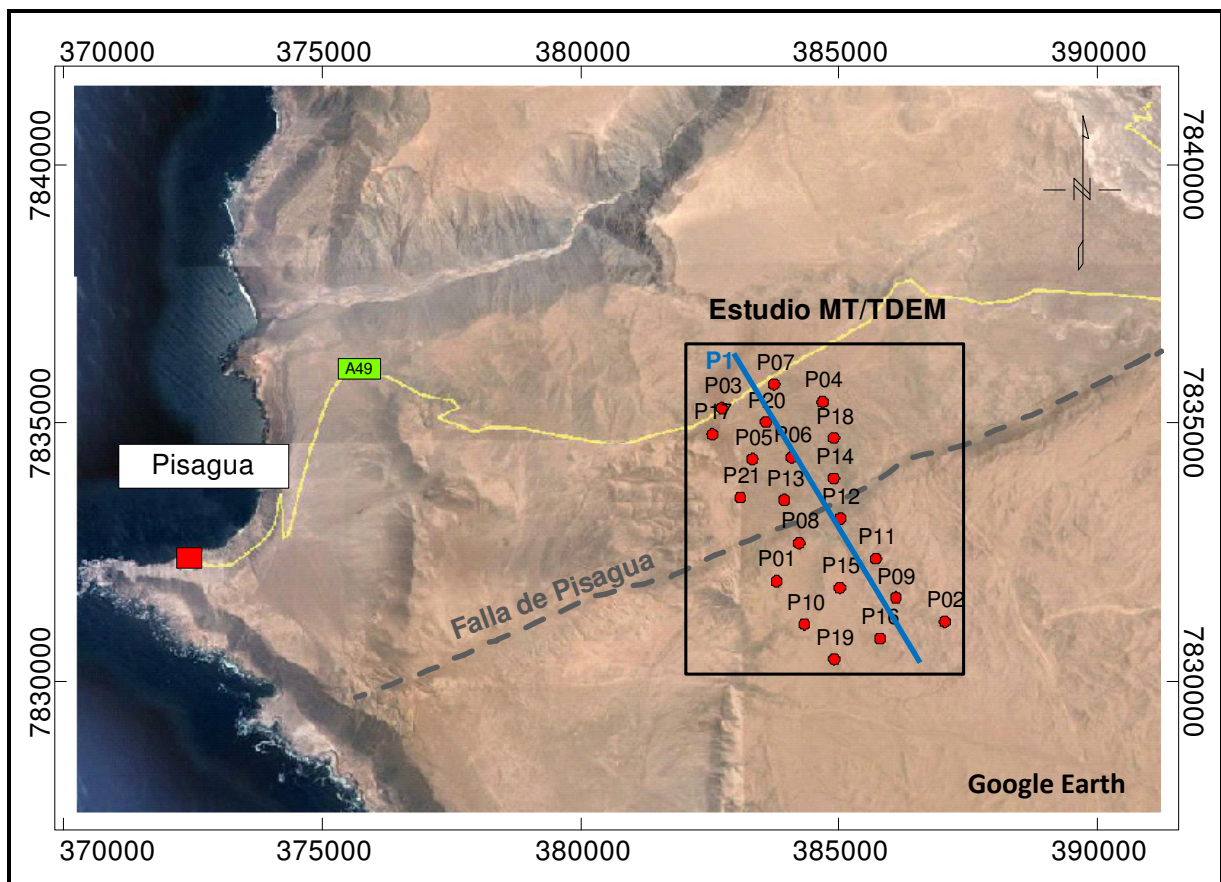 370000 375000 380000 385000 390000
7840000
7840000
N
Estudio MT/TDEM
P1
P07
P03
P04
A49
P20
P17
P18
7835000
7835000
P05
P06
P14
Pisagua
P21
P13
P12
P08
P11
P01
P15
P09
Falla de Pisagua
P10
P16
P02
P19
7830000
7830000
Google Earth
370000 375000 380000 385000 390000